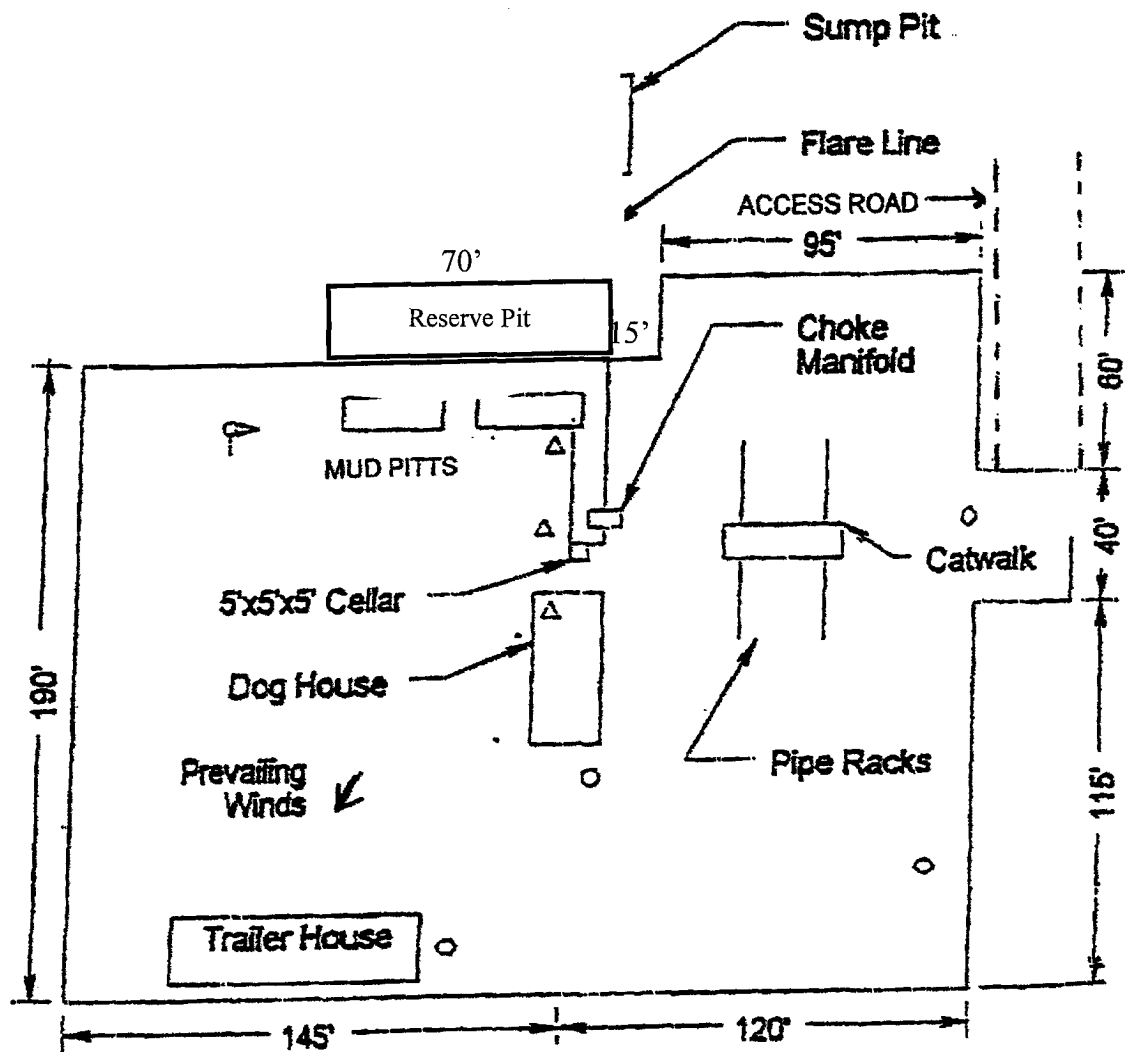 Sump Pit
Flare Line
ACCESS ROAD
95'
70'
Reserve Pit
15'
Choke
Manifold
60'
MUD PITTS
40'
Catwalk
5'x5'x5' Cellar
190'
Dog House
Prevailing
Winds
Pipe Racks
115'
Trailer House
145'
120'